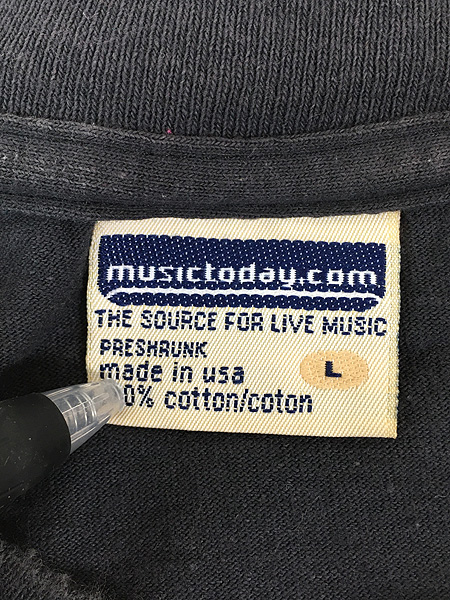 musictoday.com
THE SOURCE FOR LIVE MUSIC
PRESHRUNK
made in usa
L
0% cotton/coton